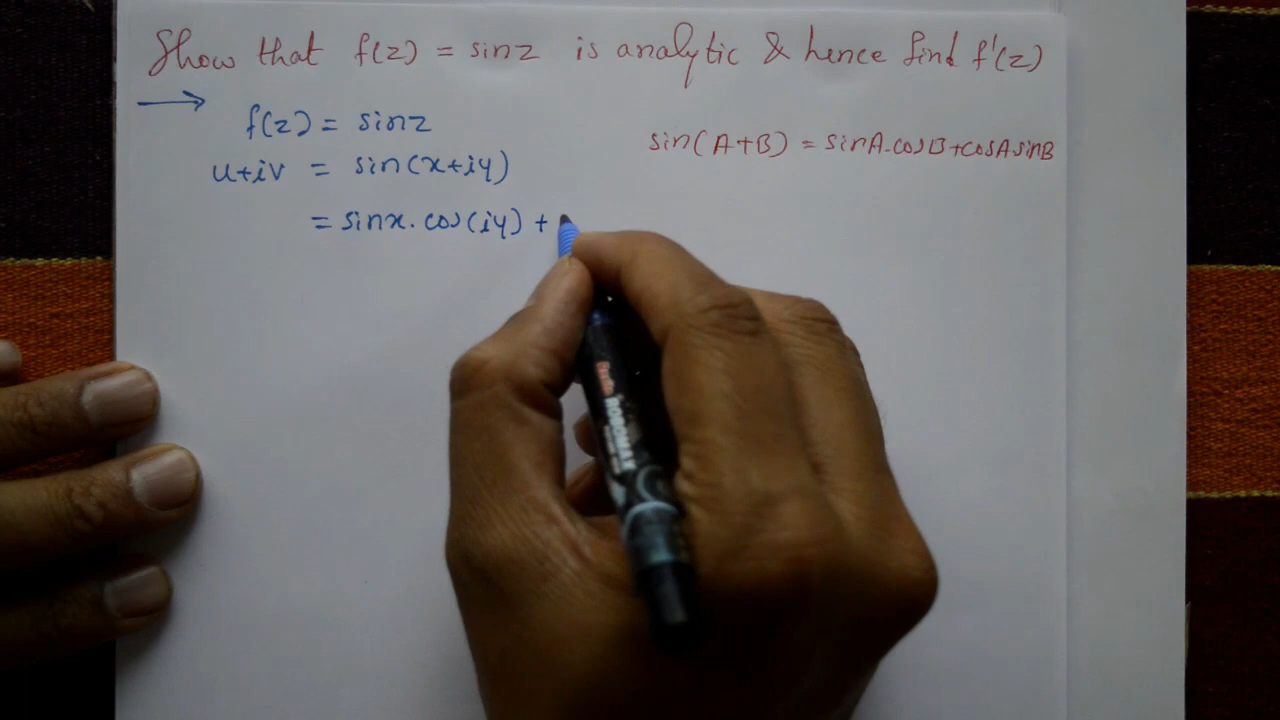 Show that f(z) = sinz is analytic & hence find f'(z)
→ f(z) = sinz
sin(A+B) = sinA.cosB+cosA sinB
u+iv = sin(x+iy)
= sinx.cos(iy) +